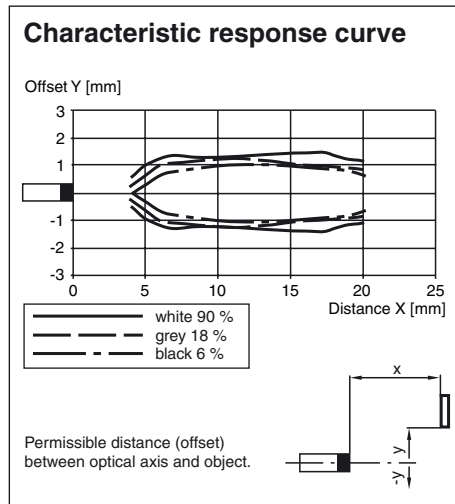 Characteristic response curve
Offset Y [mm]
3
2
1
-1
-2
-3
0
5
10
15
20
25
Distance X [mm]
white 90 %
grey 18 %
black 6 %
x
y
-y
Permissible distance (offset)
between optical axis and object.